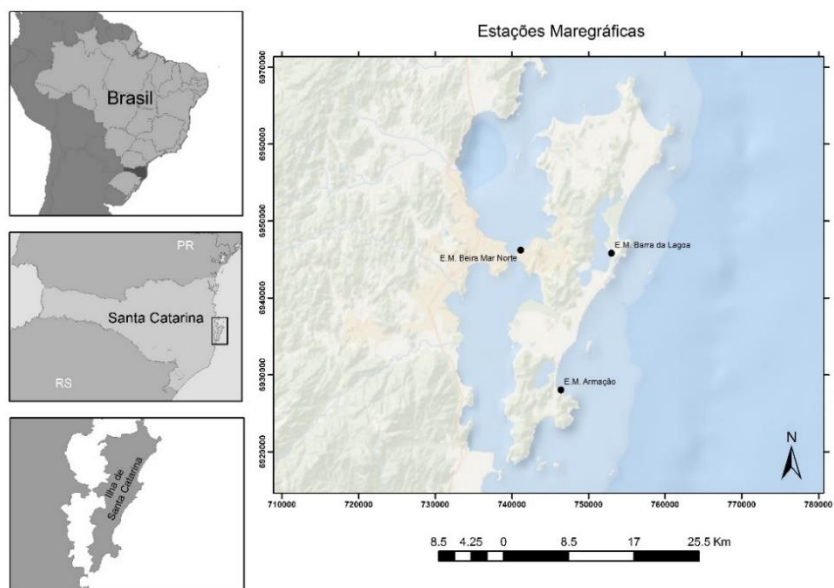 Brasil
PR
Santa Catarina
RS
Ilha de
Santa Catarina
Estações Maregráficas
6970000
6960000
6950000
6940000
6930000
6920000
E.M. Beira Mar Norte
E.M. Barra da Lagoa
E.M. Armação
N
710000 720000 730000 740000 750000 760000 770000 780000
8.5 4.25 0 8.5 17 25.5 Km